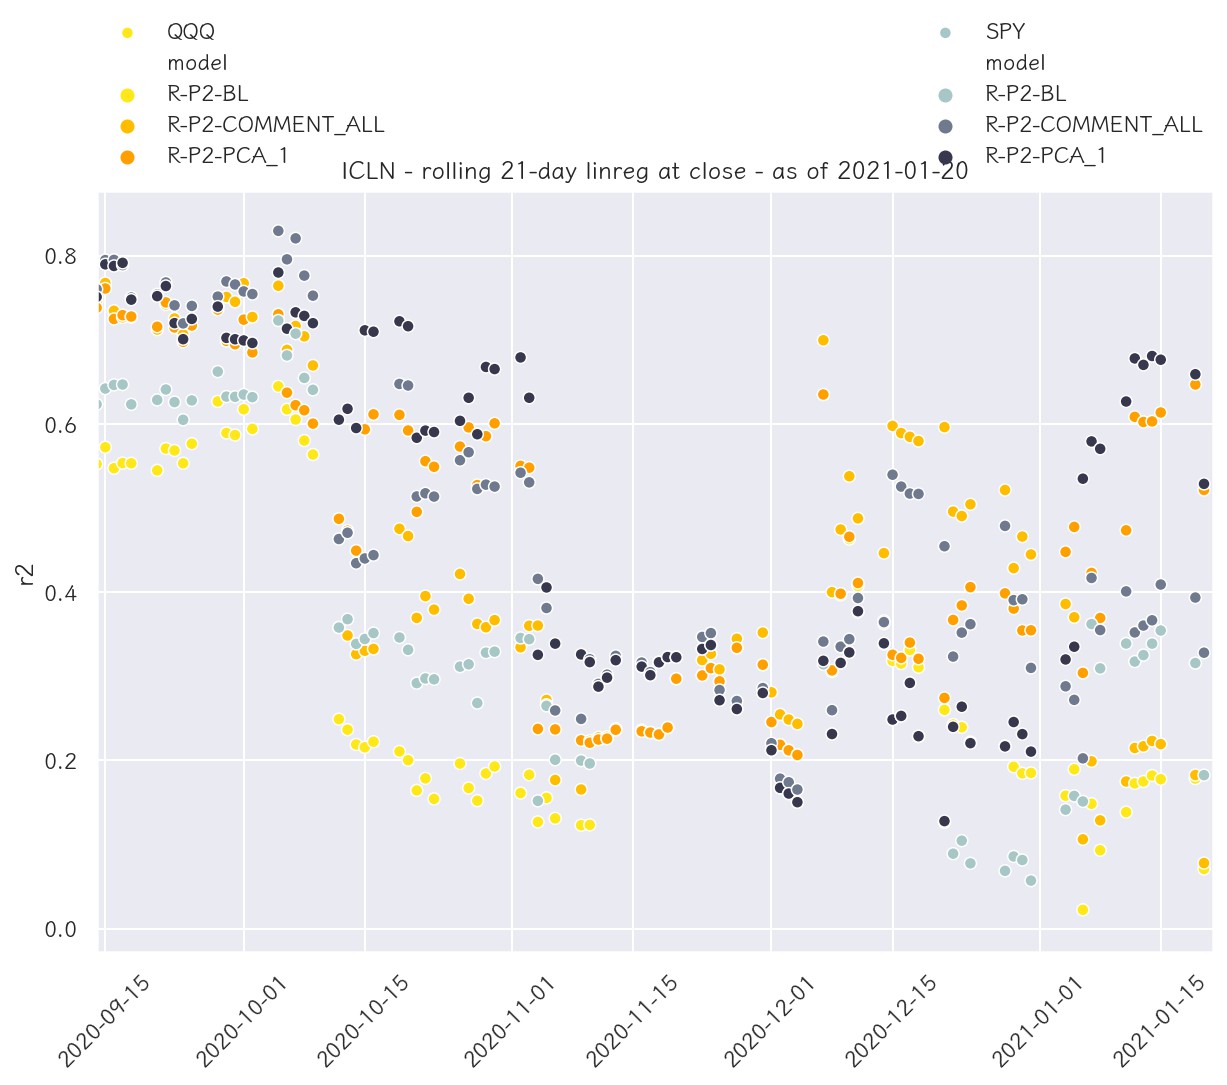 QQQ
model
R-P2-BL
R-P2-COMMENT_ALL
R-P2-PCA_1
SPY
model
R-P2-BL
R-P2-COMMENT_ALL
R-P2-PCA_1
ICLN - rolling 21-day linreg at close - as of 2021-01-20
0.8
0.6
0.4
0.2
0.0
r2
2020-09-15
2020-10-01
2020-10-15
2020-11-01
2020-11-15
2020-12-01
2020-12-15
2021-01-01
2021-01-15